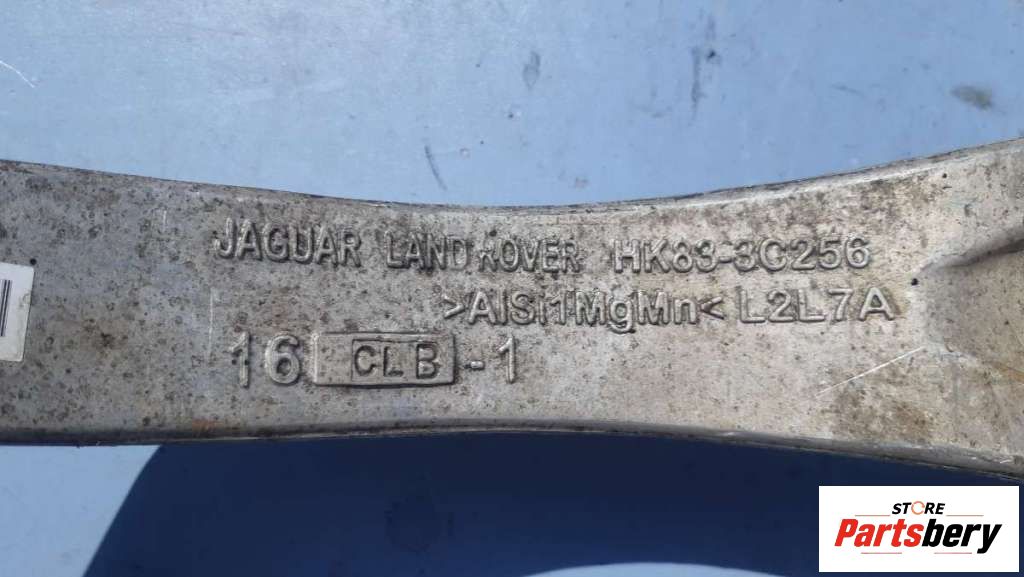 JAGUAR LAND ROVER HK83-3C256
>AlSi1MgMn< L2L7A
16 CLB -1
STORE
Partsbery